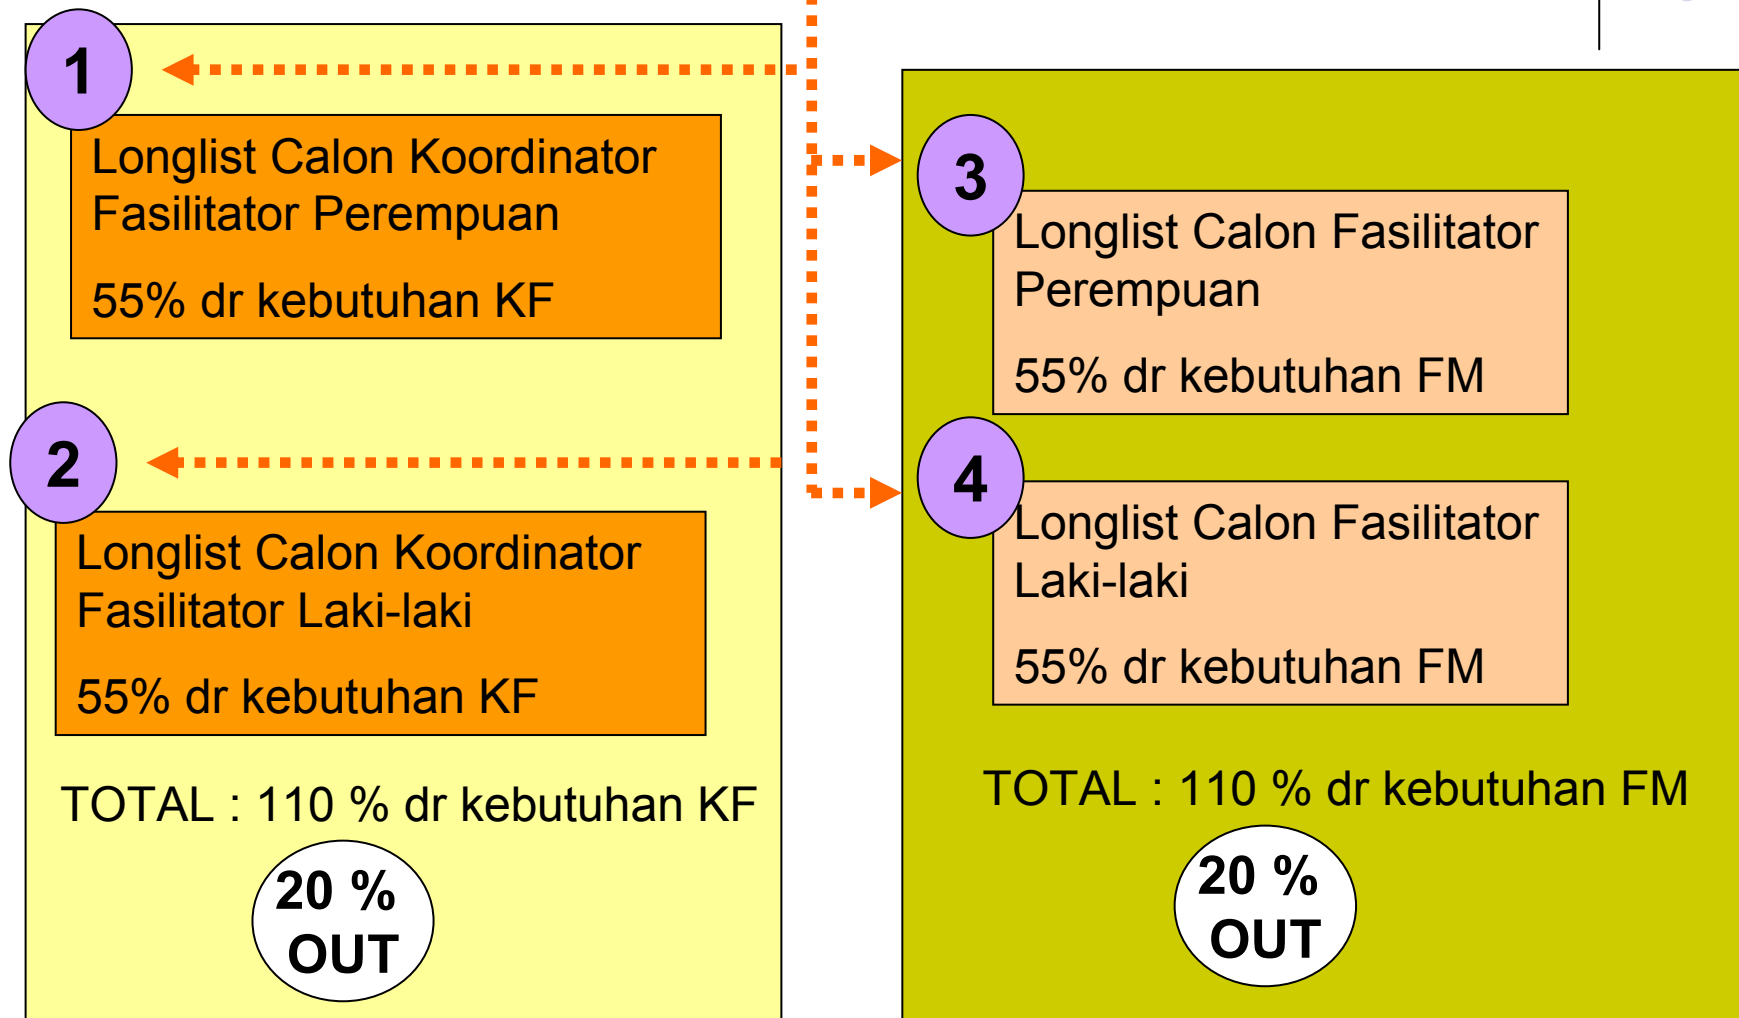 1
Longlist Calon Koordinator
Fasilitator Perempuan
55% dr kebutuhan KF
2
Longlist Calon Koordinator
Fasilitator Laki-laki
55% dr kebutuhan KF
TOTAL : 110 % dr kebutuhan KF
20 %
OUT
3
Longlist Calon Fasilitator
Perempuan
55% dr kebutuhan FM
4
Longlist Calon Fasilitator
Laki-laki
55% dr kebutuhan FM
TOTAL : 110 % dr kebutuhan FM
20 %
OUT